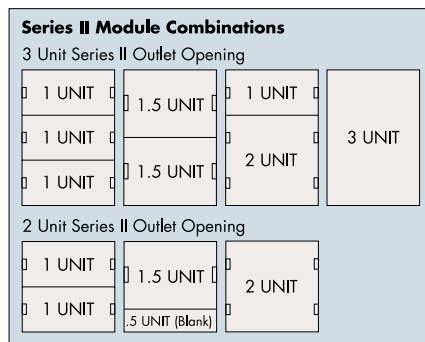 Series II Module Combinations
3 Unit Series II Outlet Opening
1 UNIT
1 UNIT
1 UNIT
1.5 UNIT
1.5 UNIT
1 UNIT
2 UNIT
3 UNIT
2 Unit Series II Outlet Opening
1 UNIT
1 UNIT
1.5 UNIT
.5 UNIT (Blank)
2 UNIT